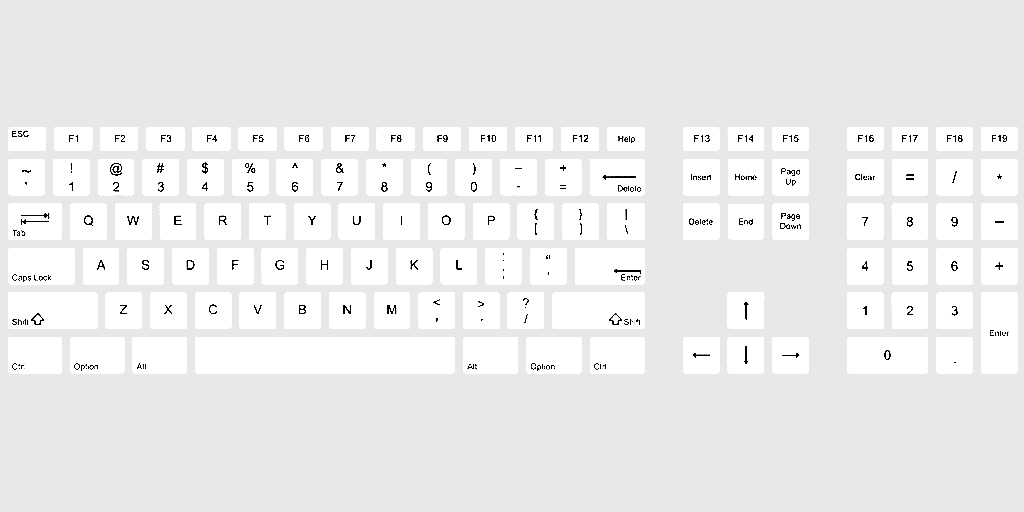 ESC F1 F2 F3 F4 F5 F6 F7 F8 F9 F10 F11 F12 Help F13 F14 F15 F16 F17 F18 F19
~ ! @ # $ % ^ & * ( ) – +
` 1 2 3 4 5 6 7 8 9 0 - = Delete Insert Home Page Up Clear = / *
Tab Q W E R T Y U I O P { [ } ] | \ Delete End Page Down 7 8 9 –
Caps Lock A S D F G H J K L : ; " ' Enter 4 5 6 +
Shift Z X C V B N M < , > . ? / Shift 1 2 3 Enter
Ctrl Option Alt Alt Option Ctrl 0 .